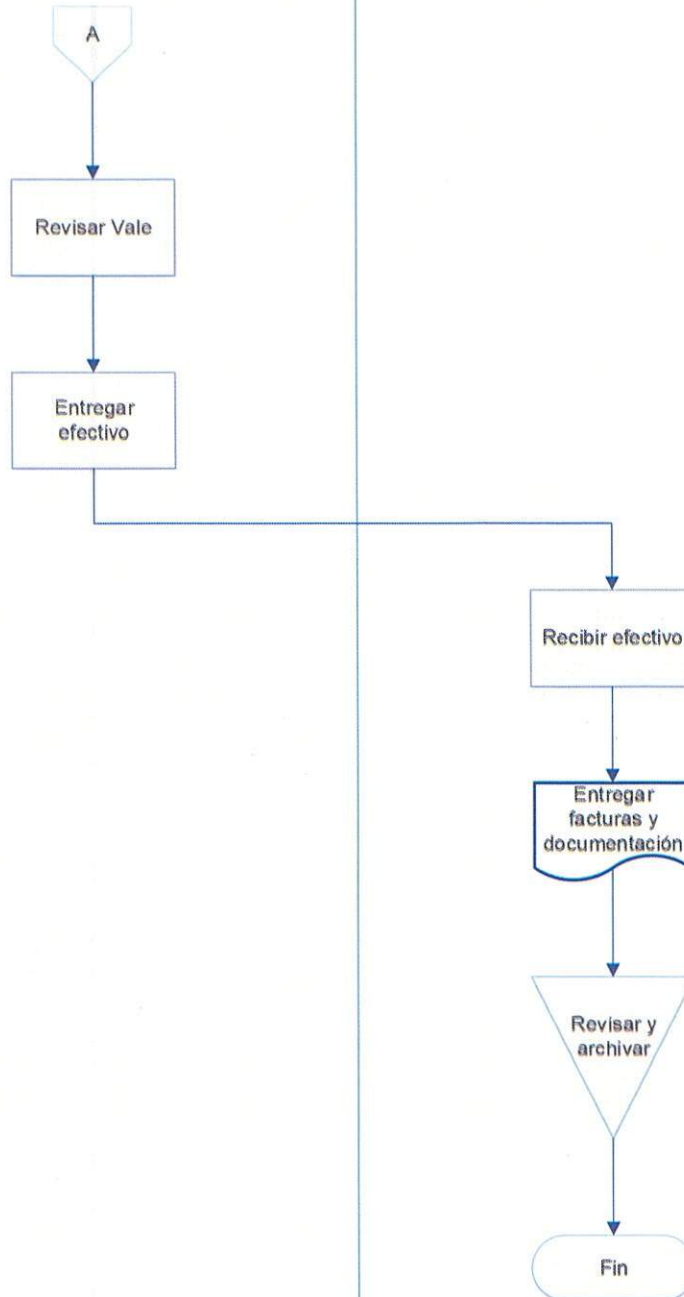 A
Revisar Vale
Entregar
efectivo
Recibir efectivo
Entregar
facturas y
documentación
Revisar y
archivar
Fin